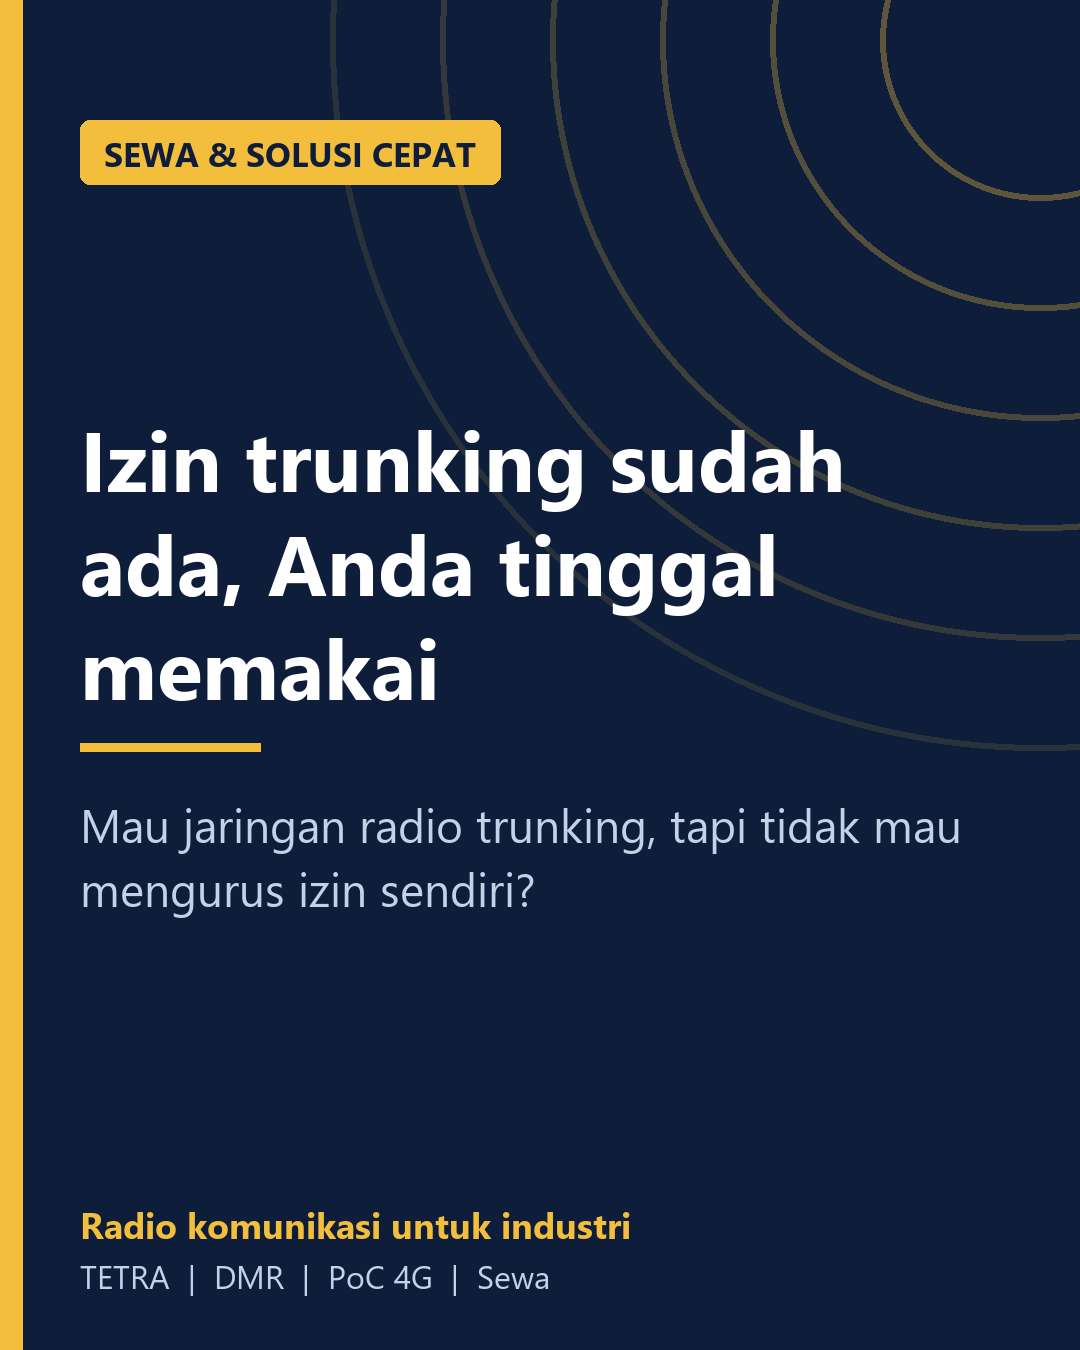 SEWA & SOLUSI CEPAT
Izin trunking sudah
ada, Anda tinggal
memakai
Mau jaringan radio trunking, tapi tidak mau
mengurus izin sendiri?
Radio komunikasi untuk industri
TETRA | DMR | PoC 4G | Sewa